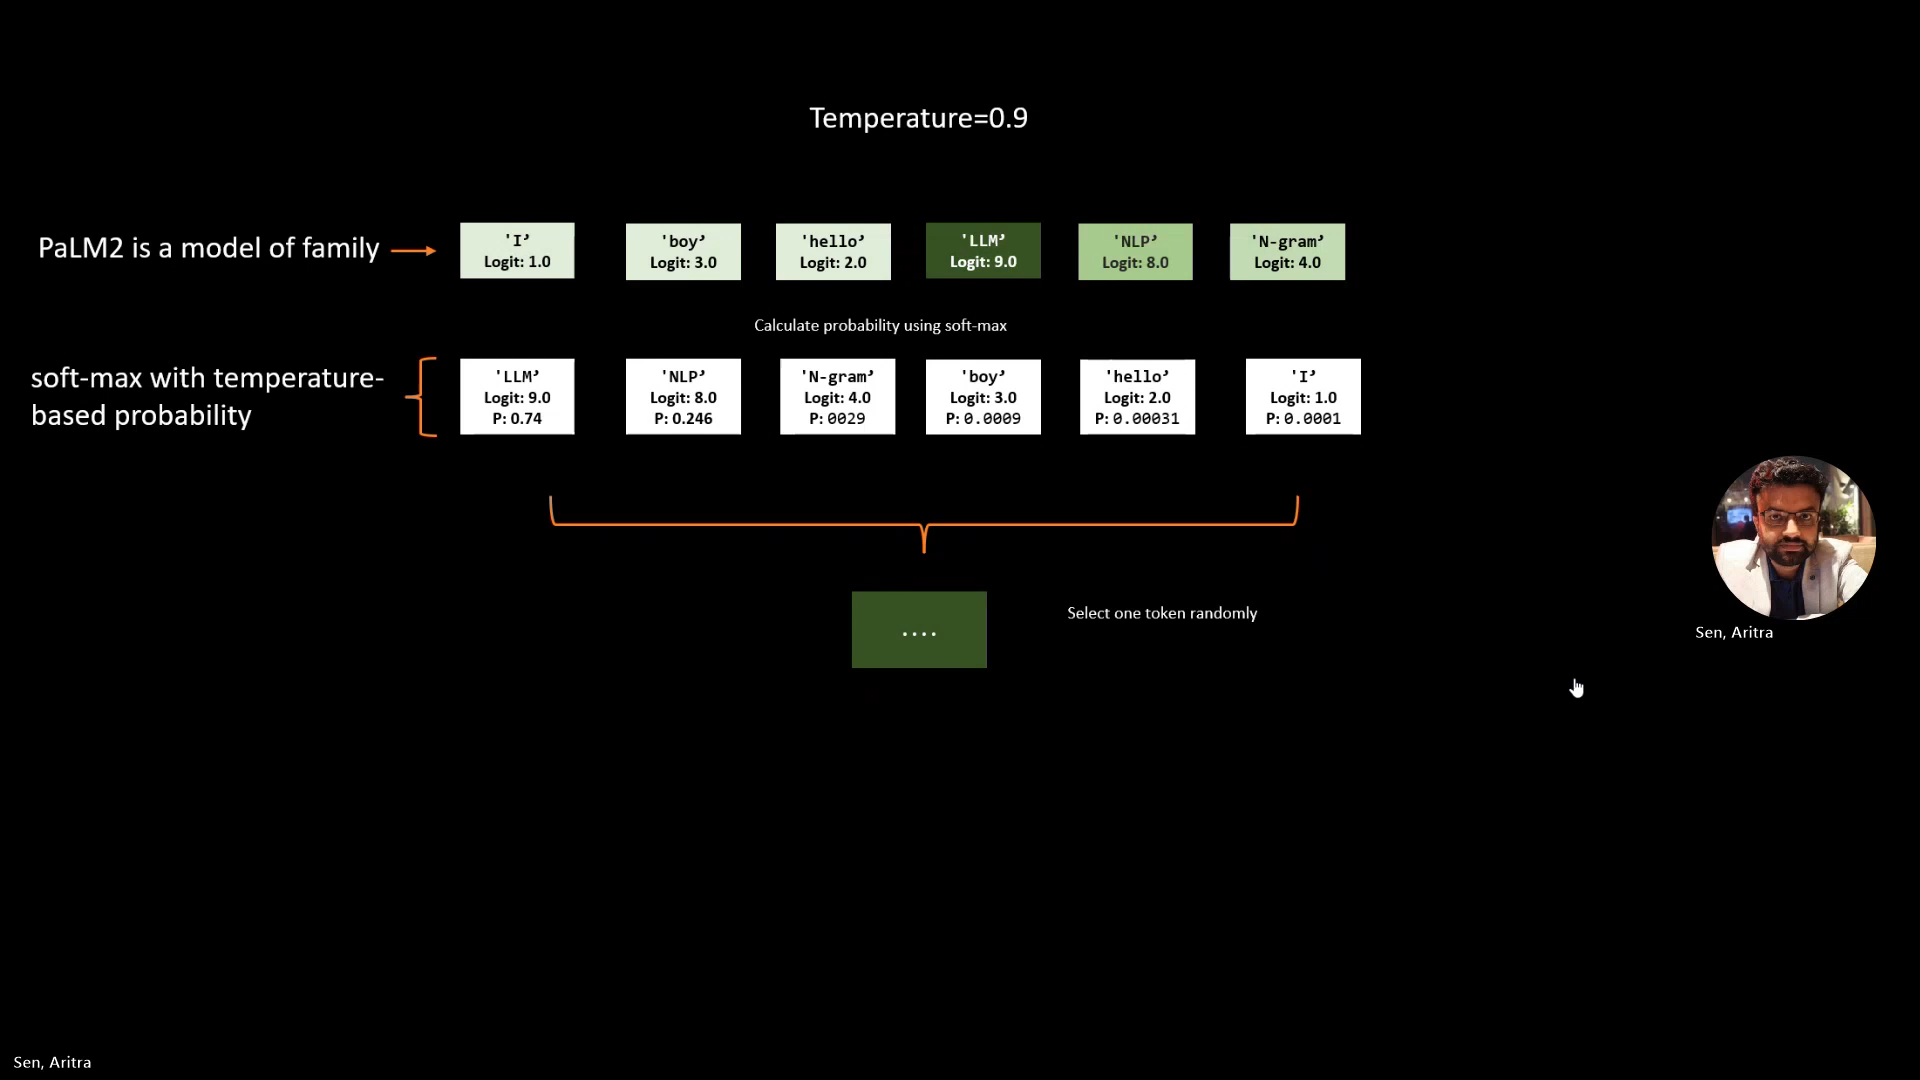 Temperature=0.9
PaLM2 is a model of family
'I’
Logit: 1.0
'boy’
Logit: 3.0
'hello’
Logit: 2.0
'LLM’
Logit: 9.0
'NLP’
Logit: 8.0
'N-gram’
Logit: 4.0
Calculate probability using soft-max
soft-max with temperature-
based probability
'LLM’
Logit: 9.0
P: 0.74
'NLP’
Logit: 8.0
P: 0.246
'N-gram’
Logit: 4.0
P: 0029
'boy’
Logit: 3.0
P: 0.0009
'hello’
Logit: 2.0
P: 0.00031
'I’
Logit: 1.0
P: 0.0001
....
Select one token randomly
Sen, Aritra
Sen, Aritra